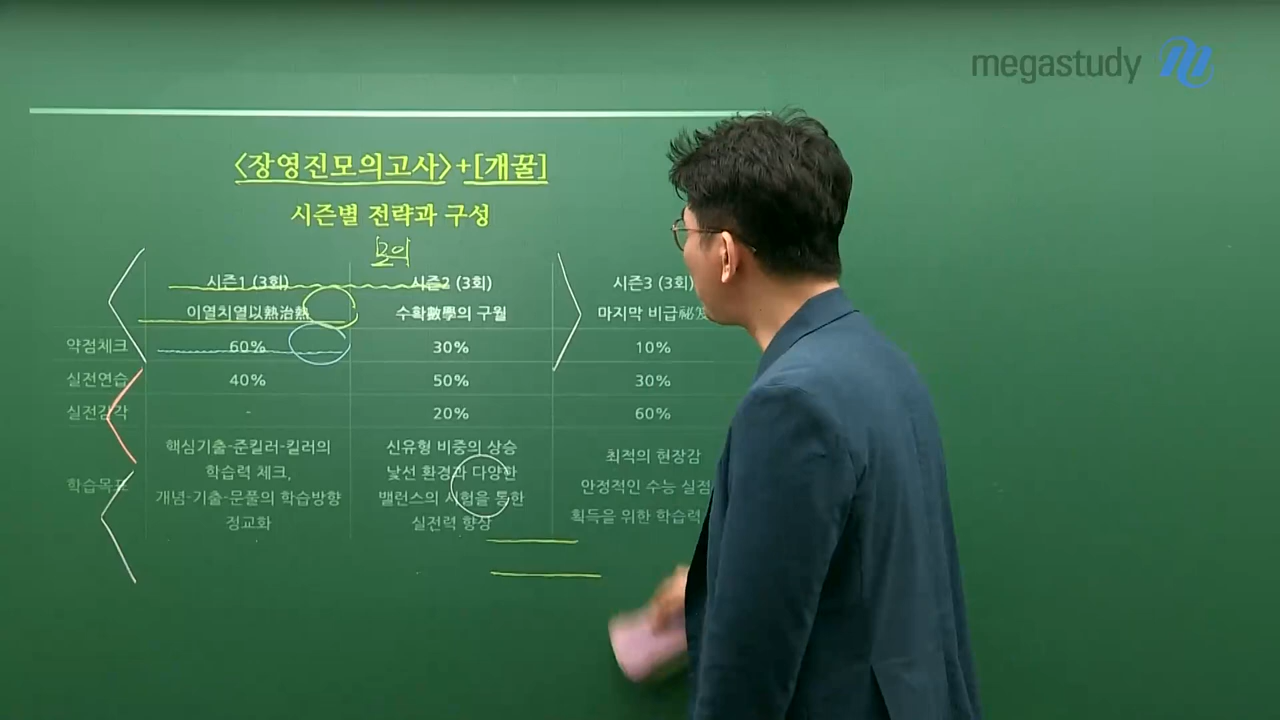 megastudy
<장영진모의고사>+[개꿀]
시즌별 전략과 구성
모의
시즌1 (3회) 시즌2 (3회) 시즌3 (3회)
이열치열以熱治熱 수학數學의 구월 마지막 비급祕
약점체크 60% 30% 10%
실전연습 40% 50% 30%
실전감각 - 20% 60%
학습목표
핵심기출-준킬러-킬러의
학습력 체크,
개념-기출-문풀의 학습방향
정교화
신유형 비중의 상승
낯선 환경과 다양한
밸런스의 시험을 통한
실전력 향상
최적의 현장감
안정적인 수능 실점
획득을 위한 학습력